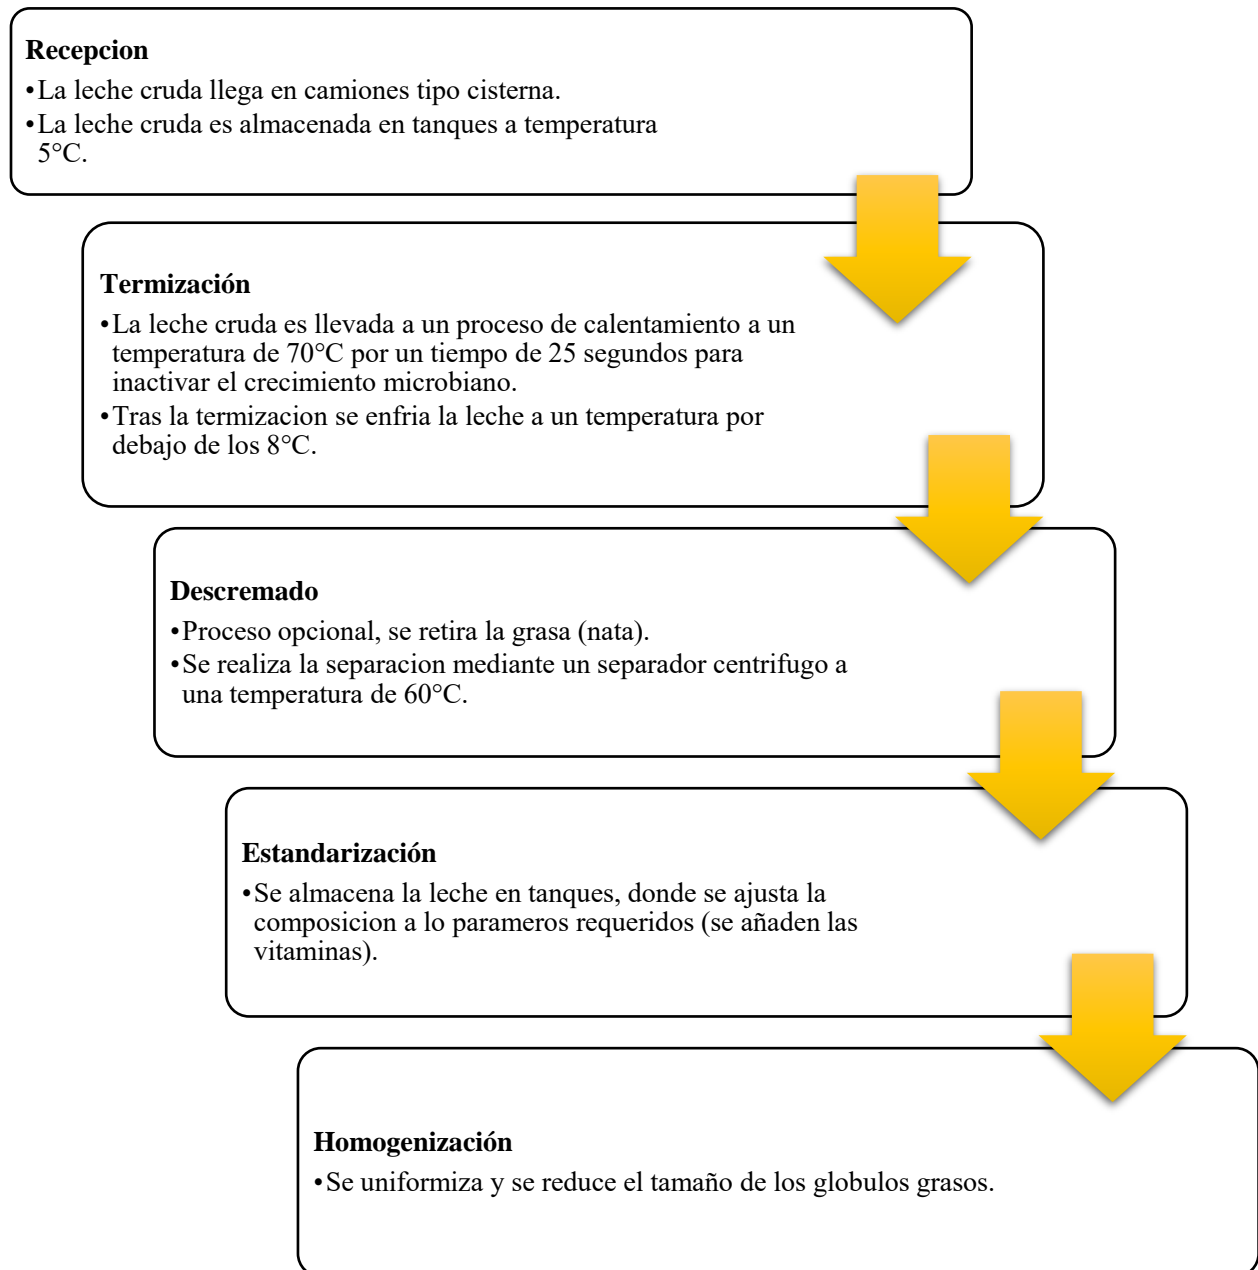 Recepcion
•La leche cruda llega en camiones tipo cisterna.
•La leche cruda es almacenada en tanques a temperatura
5°C.
Termización
•La leche cruda es llevada a un proceso de calentamiento a un
temperatura de 70°C por un tiempo de 25 segundos para
inactivar el crecimiento microbiano.
•Tras la termizacion se enfria la leche a un temperatura por
debajo de los 8°C.
Descremado
•Proceso opcional, se retira la grasa (nata).
•Se realiza la separacion mediante un separador centrifugo a
una temperatura de 60°C.
Estandarización
•Se almacena la leche en tanques, donde se ajusta la
composicion a lo parameros requeridos (se añaden las
vitaminas).
Homogenización
•Se uniformiza y se reduce el tamaño de los globulos grasos.